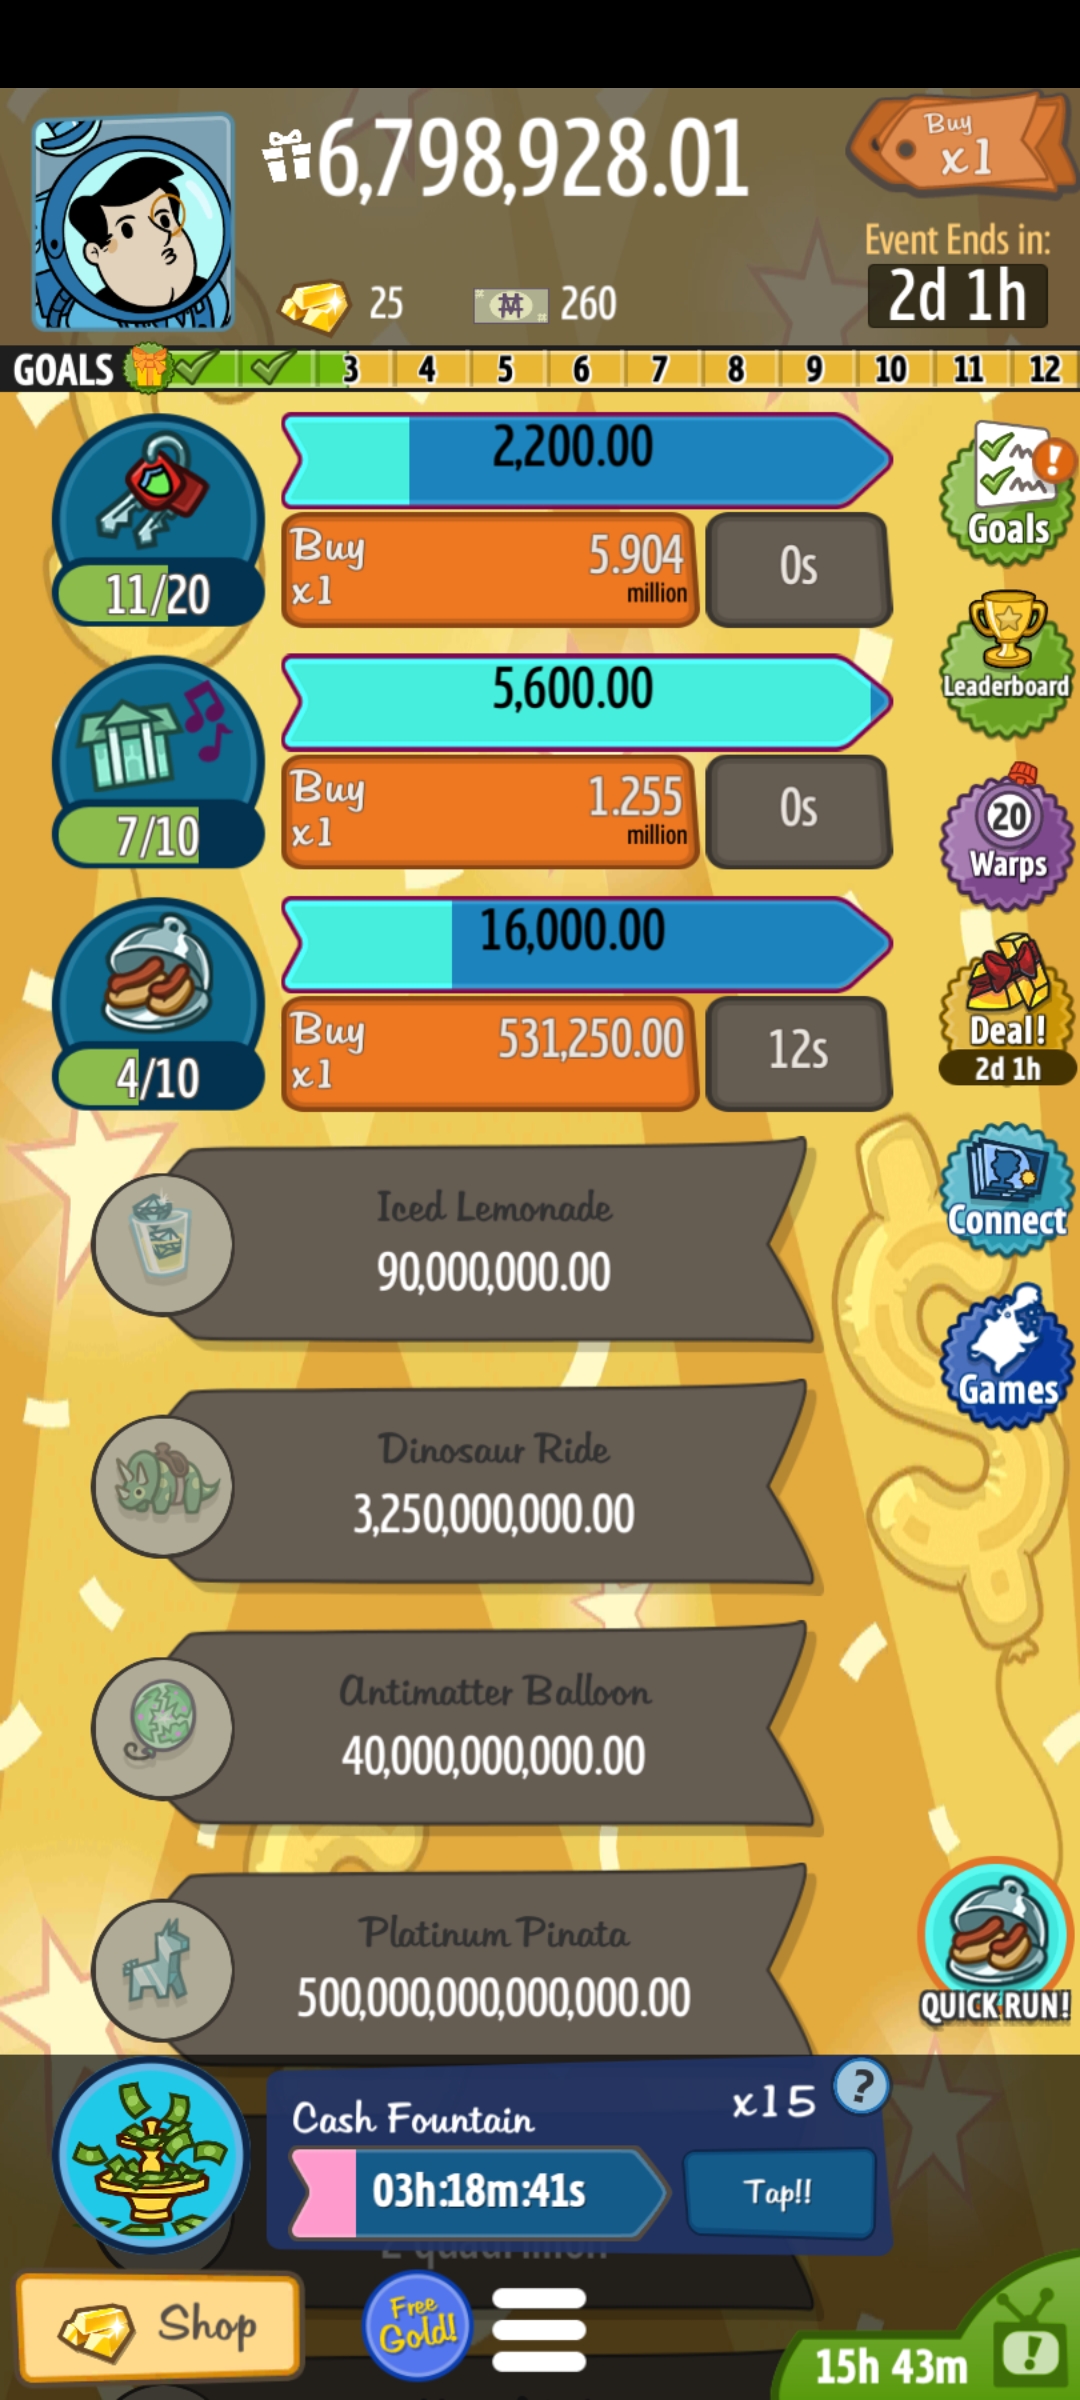 6,798,928.01
Buy
x1
Event Ends in:
2d 1h
25
260
GOALS 3 4 5 6 7 8 9 10 11 12
2,200.00
Buy
x1
5.904
million
0s
11/20
Goals
5,600.00
Buy
x1
1.255
million
0s
7/10
Leaderboard
20
Warps
16,000.00
Buy
x1
531,250.00
12s
4/10
Deal!
2d 1h
Iced Lemonade
90,000,000.00
Connect
Games
Dinosaur Ride
3,250,000,000.00
Antimatter Balloon
40,000,000,000.00
Platinum Pinata
500,000,000,000,000.00
QUICK RUN!
Cash Fountain
x15
?
03h:18m:41s
Tap!!
Shop
Free
Gold!
15h 43m